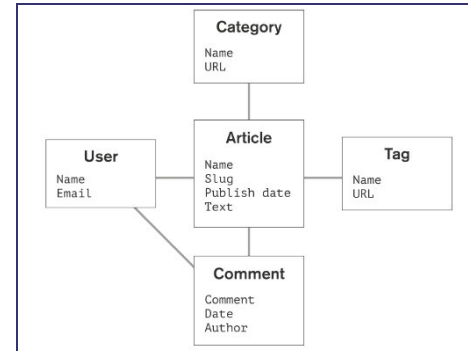 Category
Name
URL
Article
Name
Slug
Publish date
Text
User
Name
Email
Tag
Name
URL
Comment
Comment
Date
Author